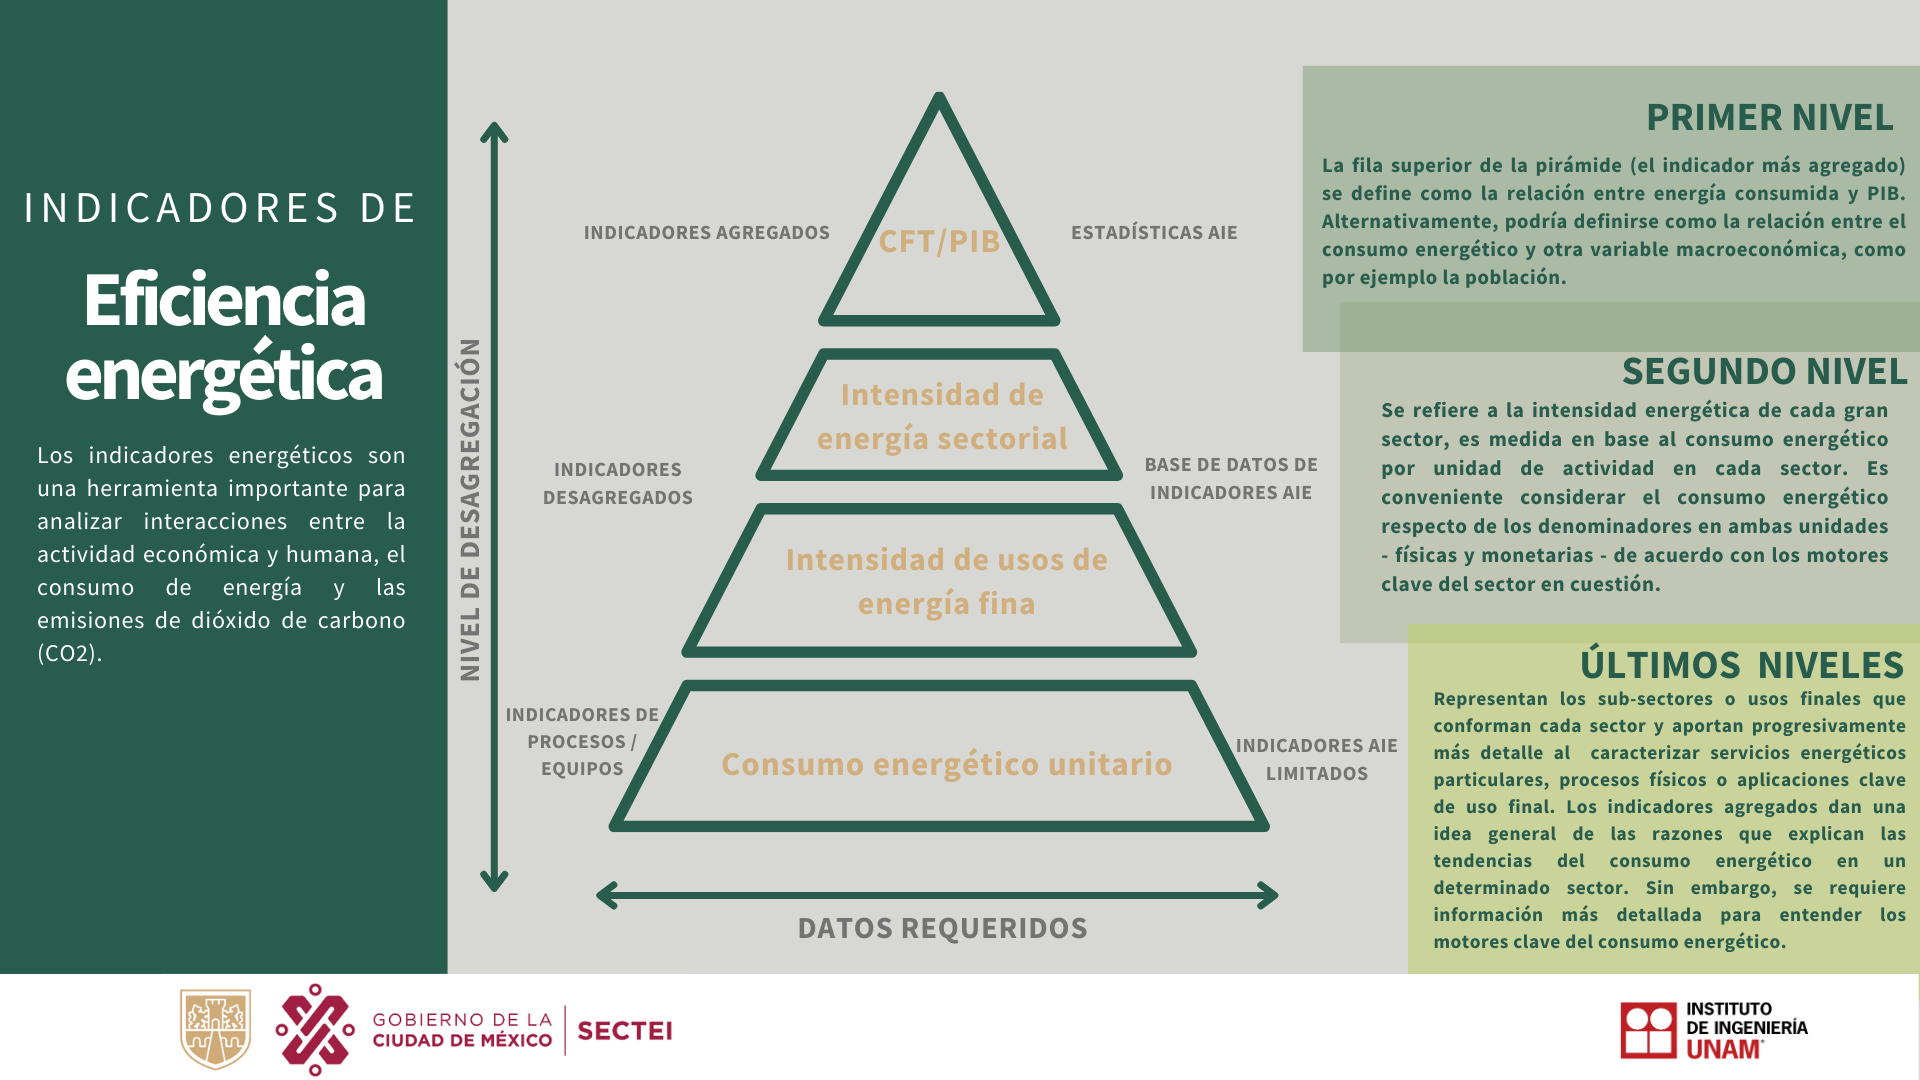 INDICADORES DE
Eficiencia
energética
Los indicadores energéticos son
una herramienta importante para
analizar interacciones entre la
actividad económica y humana, el
consumo de energía y las
emisiones de dióxido de carbono
(CO2).
NIVEL DE DESAGREGACIÓN
INDICADORES AGREGADOS
CFT/PIB
ESTADÍSTICAS AIE
Intensidad de
energía sectorial
INDICADORES
DESAGREGADOS
BASE DE DATOS DE
INDICADORES AIE
Intensidad de usos de
energía fina
INDICADORES DE
PROCESOS /
EQUIPOS
Consumo energético unitario
INDICADORES AIE
LIMITADOS
DATOS REQUERIDOS
PRIMER NIVEL
La fila superior de la pirámide (el indicador más agregado)
se define como la relación entre energía consumida y PIB.
Alternativamente, podría definirse como la relación entre el
consumo energético y otra variable macroeconómica, como
por ejemplo la población.
SEGUNDO NIVEL
Se refiere a la intensidad energética de cada gran
sector, es medida en base al consumo energético
por unidad de actividad en cada sector. Es
conveniente considerar el consumo energético
respecto de los denominadores en ambas unidades
- físicas y monetarias - de acuerdo con los motores
clave del sector en cuestión.
ÚLTIMOS NIVELES
Representan los sub-sectores o usos finales que
conforman cada sector y aportan progresivamente
más detalle al caracterizar servicios energéticos
particulares, procesos físicos o aplicaciones clave
de uso final. Los indicadores agregados dan una
idea general de las razones que explican las
tendencias del consumo energético en un
determinado sector. Sin embargo, se requiere
información más detallada para entender los
motores clave del consumo energético.
GOBIERNO DE LA
CIUDAD DE MÉXICO
SECTEI
INSTITUTO
DE INGENIERÍA
UNAM